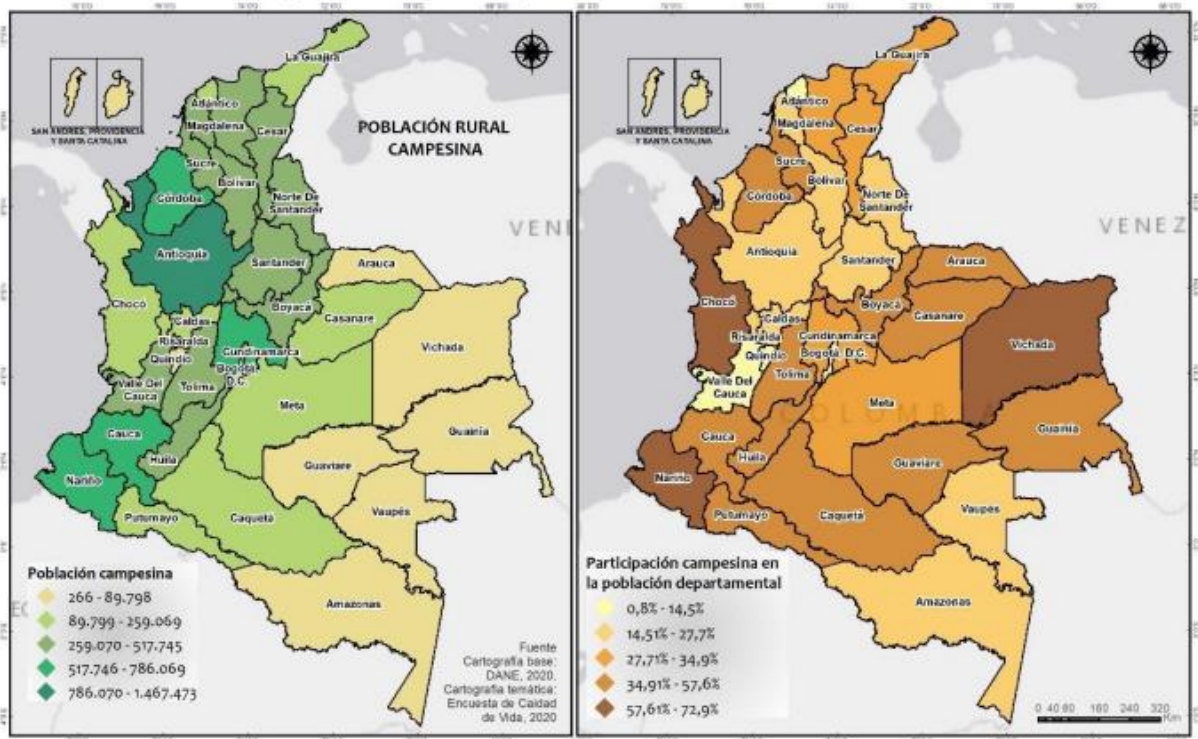 La Guajira
SAN ANDRES, PROVIDENCIA
Y SANTA CATALINA
POBLACIÓN RURAL
CAMPESINA
Atlántico
Magdalena
Cesar
Sucre
Bolívar
Córdoba
Norte De
Santander
VENE
Antioquia
Santander
Arauca
Chocó
Boyacá
Casanare
Caldas
Risaralda
Cundinamarca
Vichada
Quindío
Bogotá
D.C.
Valle Del
Cauca
Tolima
Meta
Cauca
Huila
Guainía
Nariño
Guaviare
Putumayo
Caquetá
Vaupés
Amazonas
Población campesina
266 - 89.798
89.799 - 259.069
259.070 - 517.745
517.746 - 786.069
786.070 - 1.467.473
Fuente
Cartografía base:
DANE, 2020.
Cartografía temática:
Encuesta de Caidad
de Vida, 2020
La Guajira
SAN ANDRES, PROVIDENCIA
Y SANTA CATALINA
Atlántico
Magdalena
Cesar
Sucre
Bolívar
Córdoba
Norte De
Santander
VENEZ
Antioquia
Santander
Arauca
Chocó
Boyacá
Casanare
Caldas
Risaralda
Cundinamarca
Vichada
Quindío
Bogotá, D.C.
Valle Del
Cauca
Tolima
Meta
COLOMBIA
Cauca
Huila
Guainía
Nariño
Guaviare
Putumayo
Caquetá
Vaupés
Amazonas
Participación campesina en
la población departamental
0,8% - 14,5%
14,51% - 27,7%
27,71% - 34,9%
34,91% - 57,6%
57,61% - 72,9%
0 40 80 160 240 320
Km